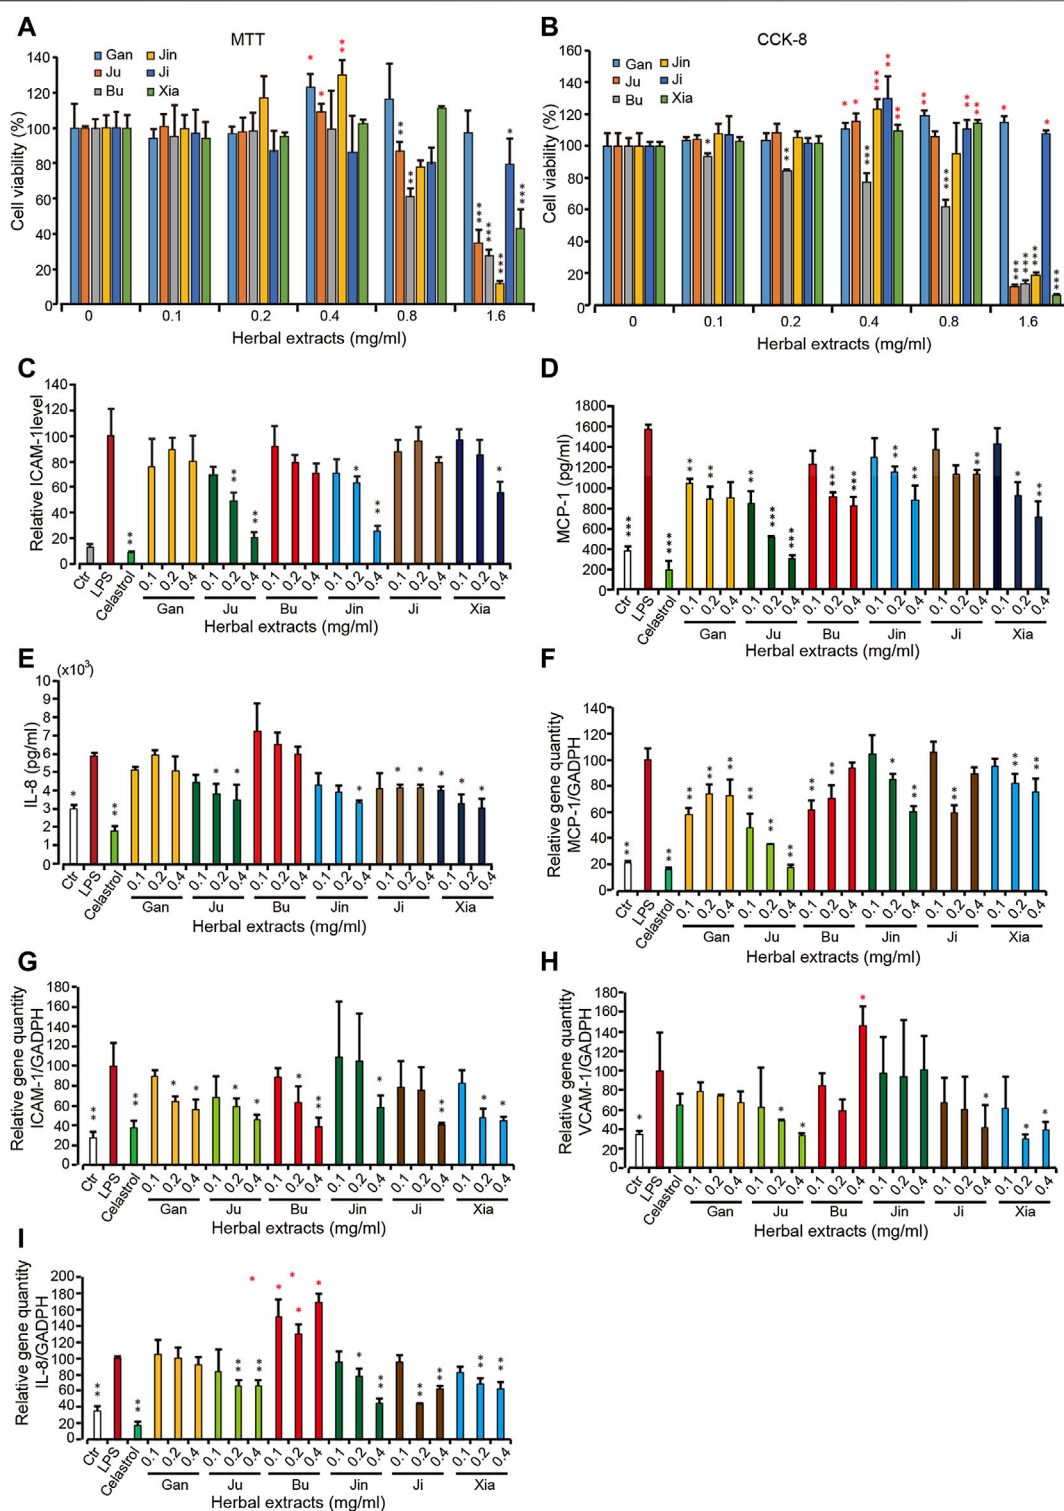 A
MTT
Gan Jin
Ju Ji
Bu Xia
Cell viability (%)
140
120
100
80
60
40
20
0
0 0.1 0.2 0.4 0.8 1.6
Herbal extracts (mg/ml)
B
CCK-8
Gan Jin
Ju Ji
Bu Xia
Cell viability (%)
160
140
120
100
80
60
40
20
0
0 0.1 0.2 0.4 0.8 1.6
Herbal extracts (mg/ml)
C
Relative ICAM-1level
140
120
100
80
60
40
20
0
Ctr LPS Celastrol 0.1 0.2 0.4 0.1 0.2 0.4 0.1 0.2 0.4 0.1 0.2 0.4 0.1 0.2 0.4 0.1 0.2 0.4
Gan Ju Bu Jin Ji Xia
Herbal extracts (mg/ml)
D
MCP-1 (pg/ml)
1800
1600
1400
1200
1000
800
600
400
200
0
Ctr LPS Celastrol 0.1 0.2 0.4 0.1 0.2 0.4 0.1 0.2 0.4 0.1 0.2 0.4 0.1 0.2 0.4 0.1 0.2 0.4
Gan Ju Bu Jin Ji Xia
Herbal extracts (mg/ml)
E
(x10³)
IL-8 (pg/ml)
10
9
8
7
6
5
4
3
2
1
0
Ctr LPS Celastrol 0.1 0.2 0.4 0.1 0.2 0.4 0.1 0.2 0.4 0.1 0.2 0.4 0.1 0.2 0.4 0.1 0.2 0.4
Gan Ju Bu Jin Ji Xia
Herbal extracts (mg/ml)
F
Relative gene quantity
MCP-1/GADPH
140
120
100
80
60
40
20
0
Ctr LPS Celastrol 0.1 0.2 0.4 0.1 0.2 0.4 0.1 0.2 0.4 0.1 0.2 0.4 0.1 0.2 0.4 0.1 0.2 0.4
Gan Ju Bu Jin Ji Xia
Herbal extracts (mg/ml)
G
Relative gene quantity
ICAM-1/GADPH
180
160
140
120
100
80
60
40
20
0
Ctr LPS Celastrol 0.1 0.2 0.4 0.1 0.2 0.4 0.1 0.2 0.4 0.1 0.2 0.4 0.1 0.2 0.4 0.1 0.2 0.4
Gan Ju Bu Jin Ji Xia
Herbal extracts (mg/ml)
H
Relative gene quantity
VCAM-1/GADPH
180
160
140
120
100
80
60
40
20
0
Ctr LPS Celastrol 0.1 0.2 0.4 0.1 0.2 0.4 0.1 0.2 0.4 0.1 0.2 0.4 0.1 0.2 0.4 0.1 0.2 0.4
Gan Ju Bu Jin Ji Xia
Herbal extracts (mg/ml)
I
Relative gene quantity
IL-8/GADPH
200
180
160
140
120
100
80
60
40
20
0
Ctr LPS Celastrol 0.1 0.2 0.4 0.1 0.2 0.4 0.1 0.2 0.4 0.1 0.2 0.4 0.1 0.2 0.4 0.1 0.2 0.4
Gan Ju Bu Jin Ji Xia
Herbal extracts (mg/ml)